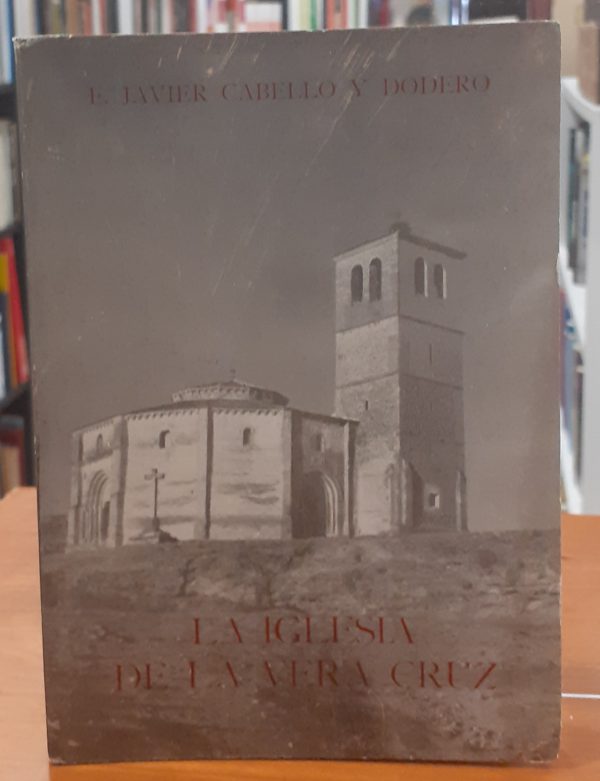 F. JAVIER CABELLO Y DODERO
LA IGLESIA
DE LA VERA CRUZ